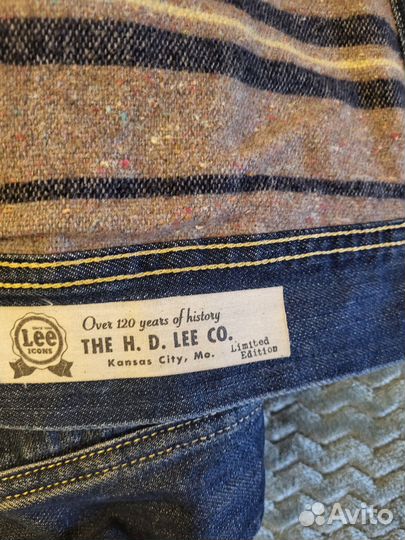 Over 120 years of history
THE H. D. LEE CO.
Kansas City, Mo.
Limited
Edition
Lee
ICONS
Avito